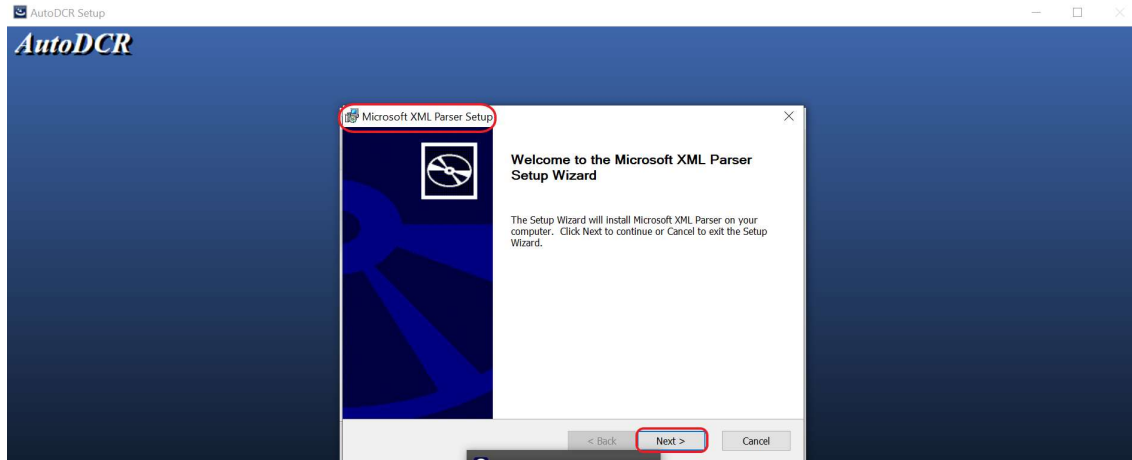 AutoDCR Setup
AutoDCR
Microsoft XML Parser Setup
Welcome to the Microsoft XML Parser
Setup Wizard
The Setup Wizard will install Microsoft XML Parser on your
computer. Click Next to continue or Cancel to exit the Setup
Wizard.
< Back Next > Cancel